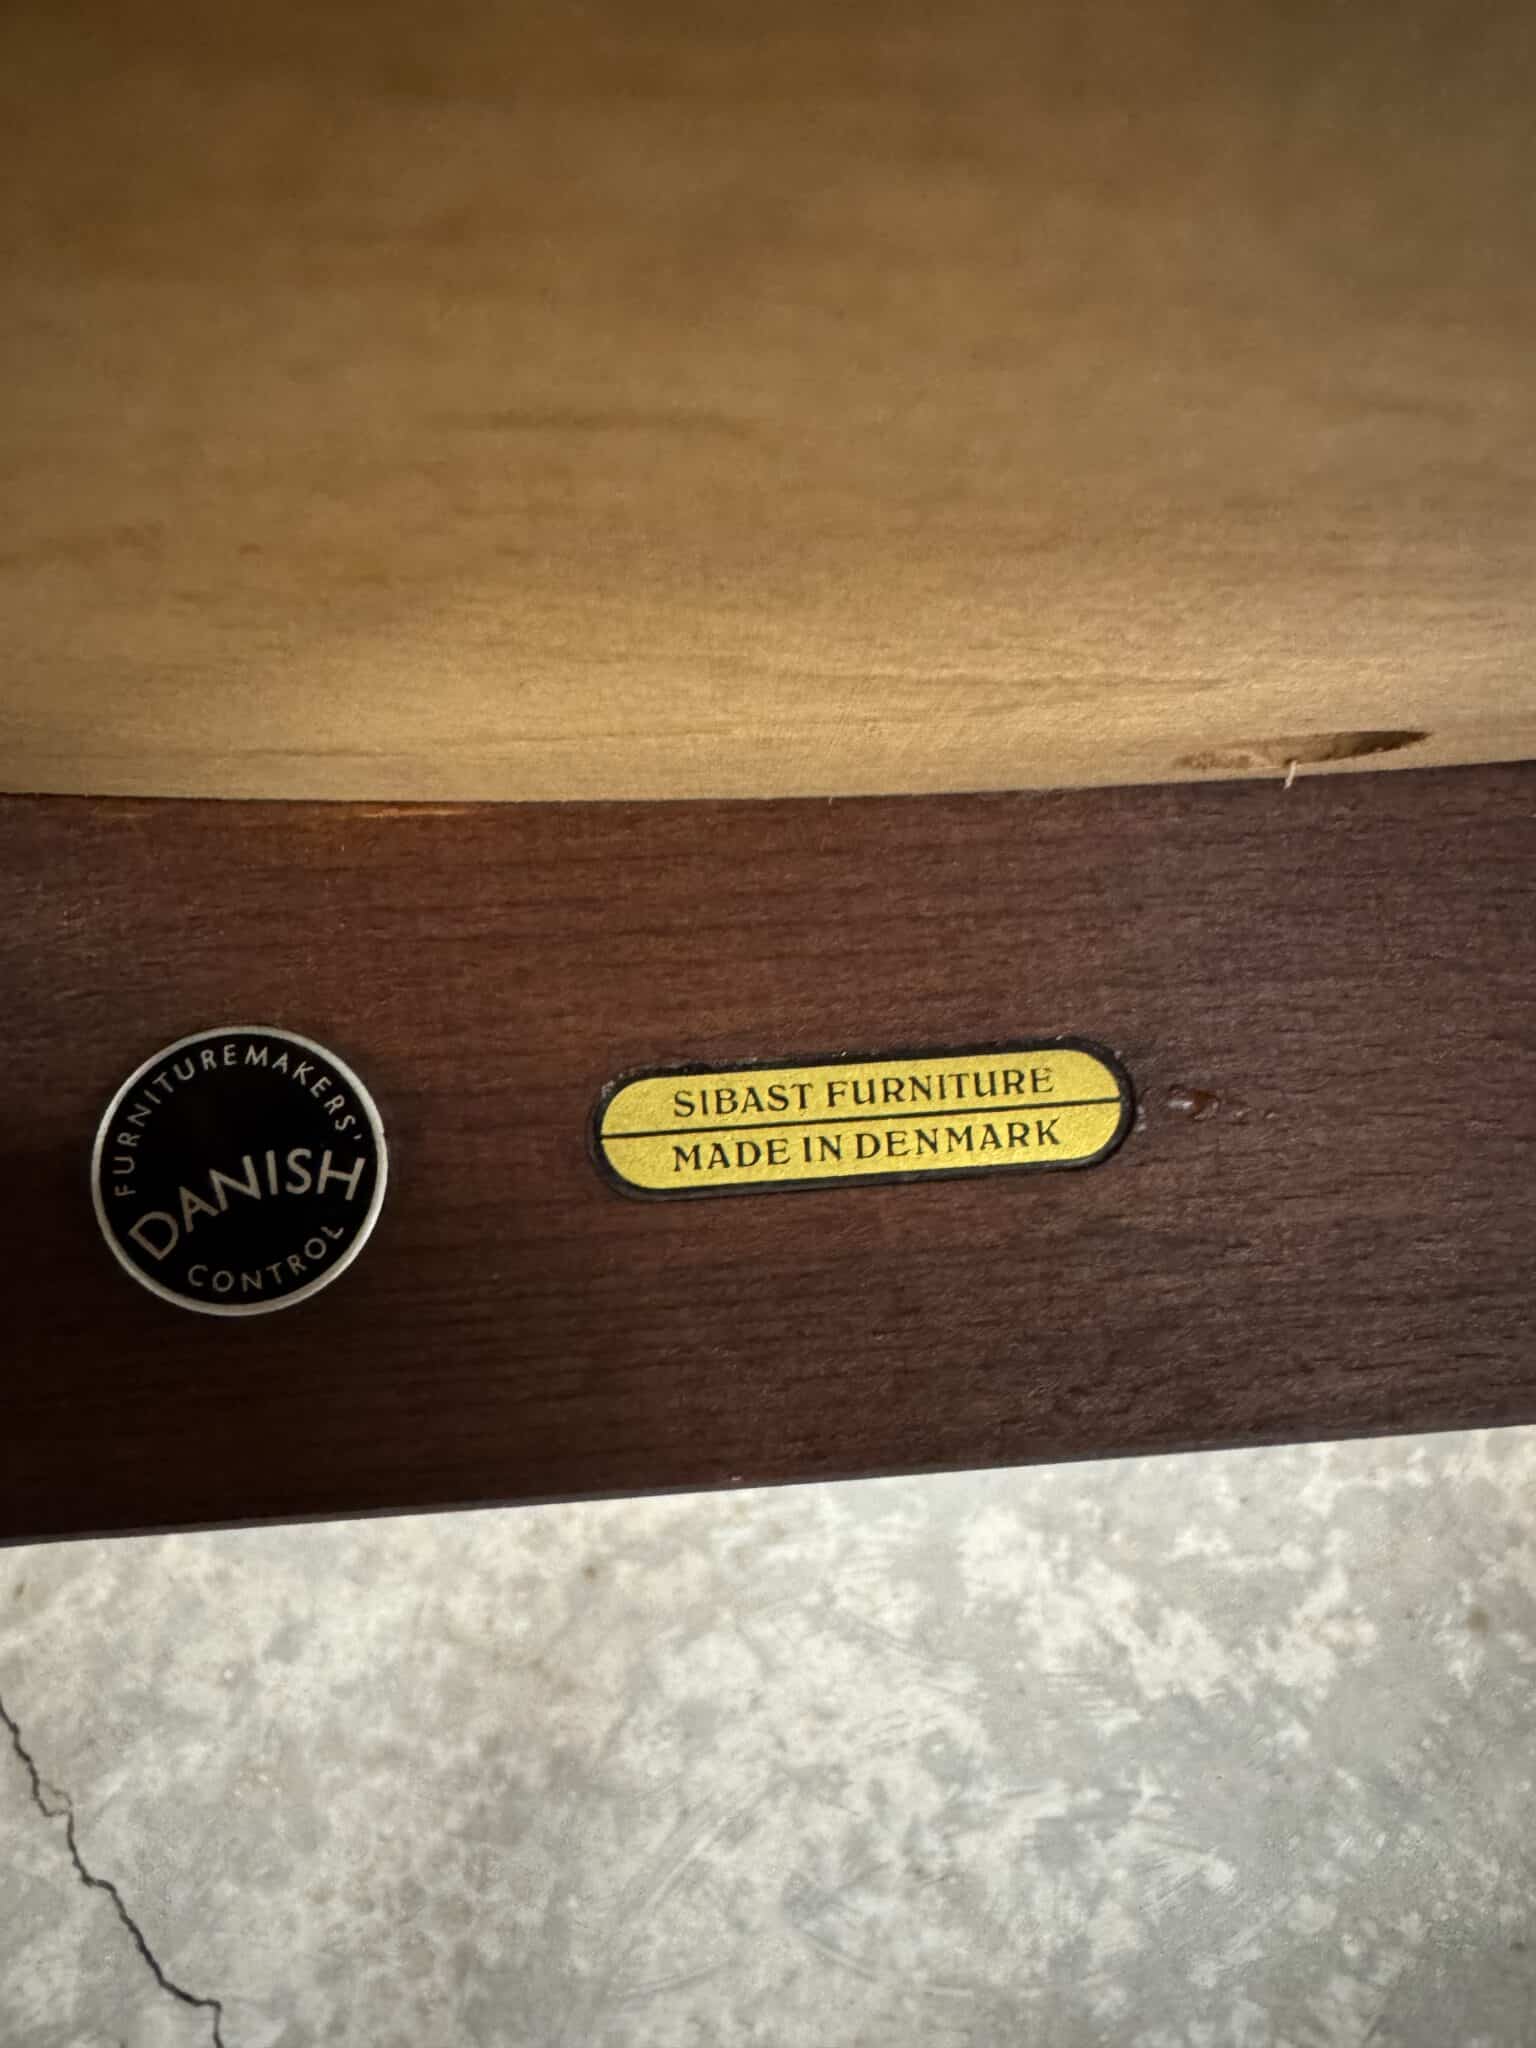 FURNITUREMAKERS'
DANISH
CONTROL
SIBAST FURNITURE
MADE IN DENMARK